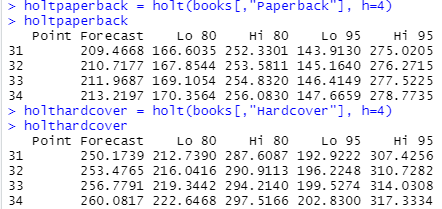 > holtpaperback = holt(books[,"Paperback"], h=4)
> holtpaperback
   Point Forecast    Lo 80    Hi 80    Lo 95    Hi 95
31       209.4668 166.6035 252.3301 143.9130 275.0205
32       210.7177 167.8544 253.5811 145.1640 276.2715
33       211.9687 169.1054 254.8320 146.4149 277.5225
34       213.2197 170.3564 256.0830 147.6659 278.7735
> holthardcover = holt(books[,"Hardcover"], h=4)
> holthardcover
   Point Forecast    Lo 80    Hi 80    Lo 95    Hi 95
31       250.1739 212.7390 287.6087 192.9222 307.4256
32       253.4765 216.0416 290.9113 196.2248 310.7282
33       256.7791 219.3442 294.2140 199.5274 314.0308
34       260.0817 222.6468 297.5166 202.8300 317.3334